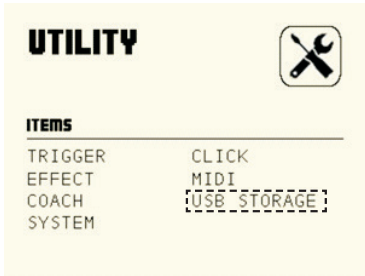 UTILITY
ITEMS
TRIGGER CLICK
EFFECT MIDI
COACH USB STORAGE
SYSTEM